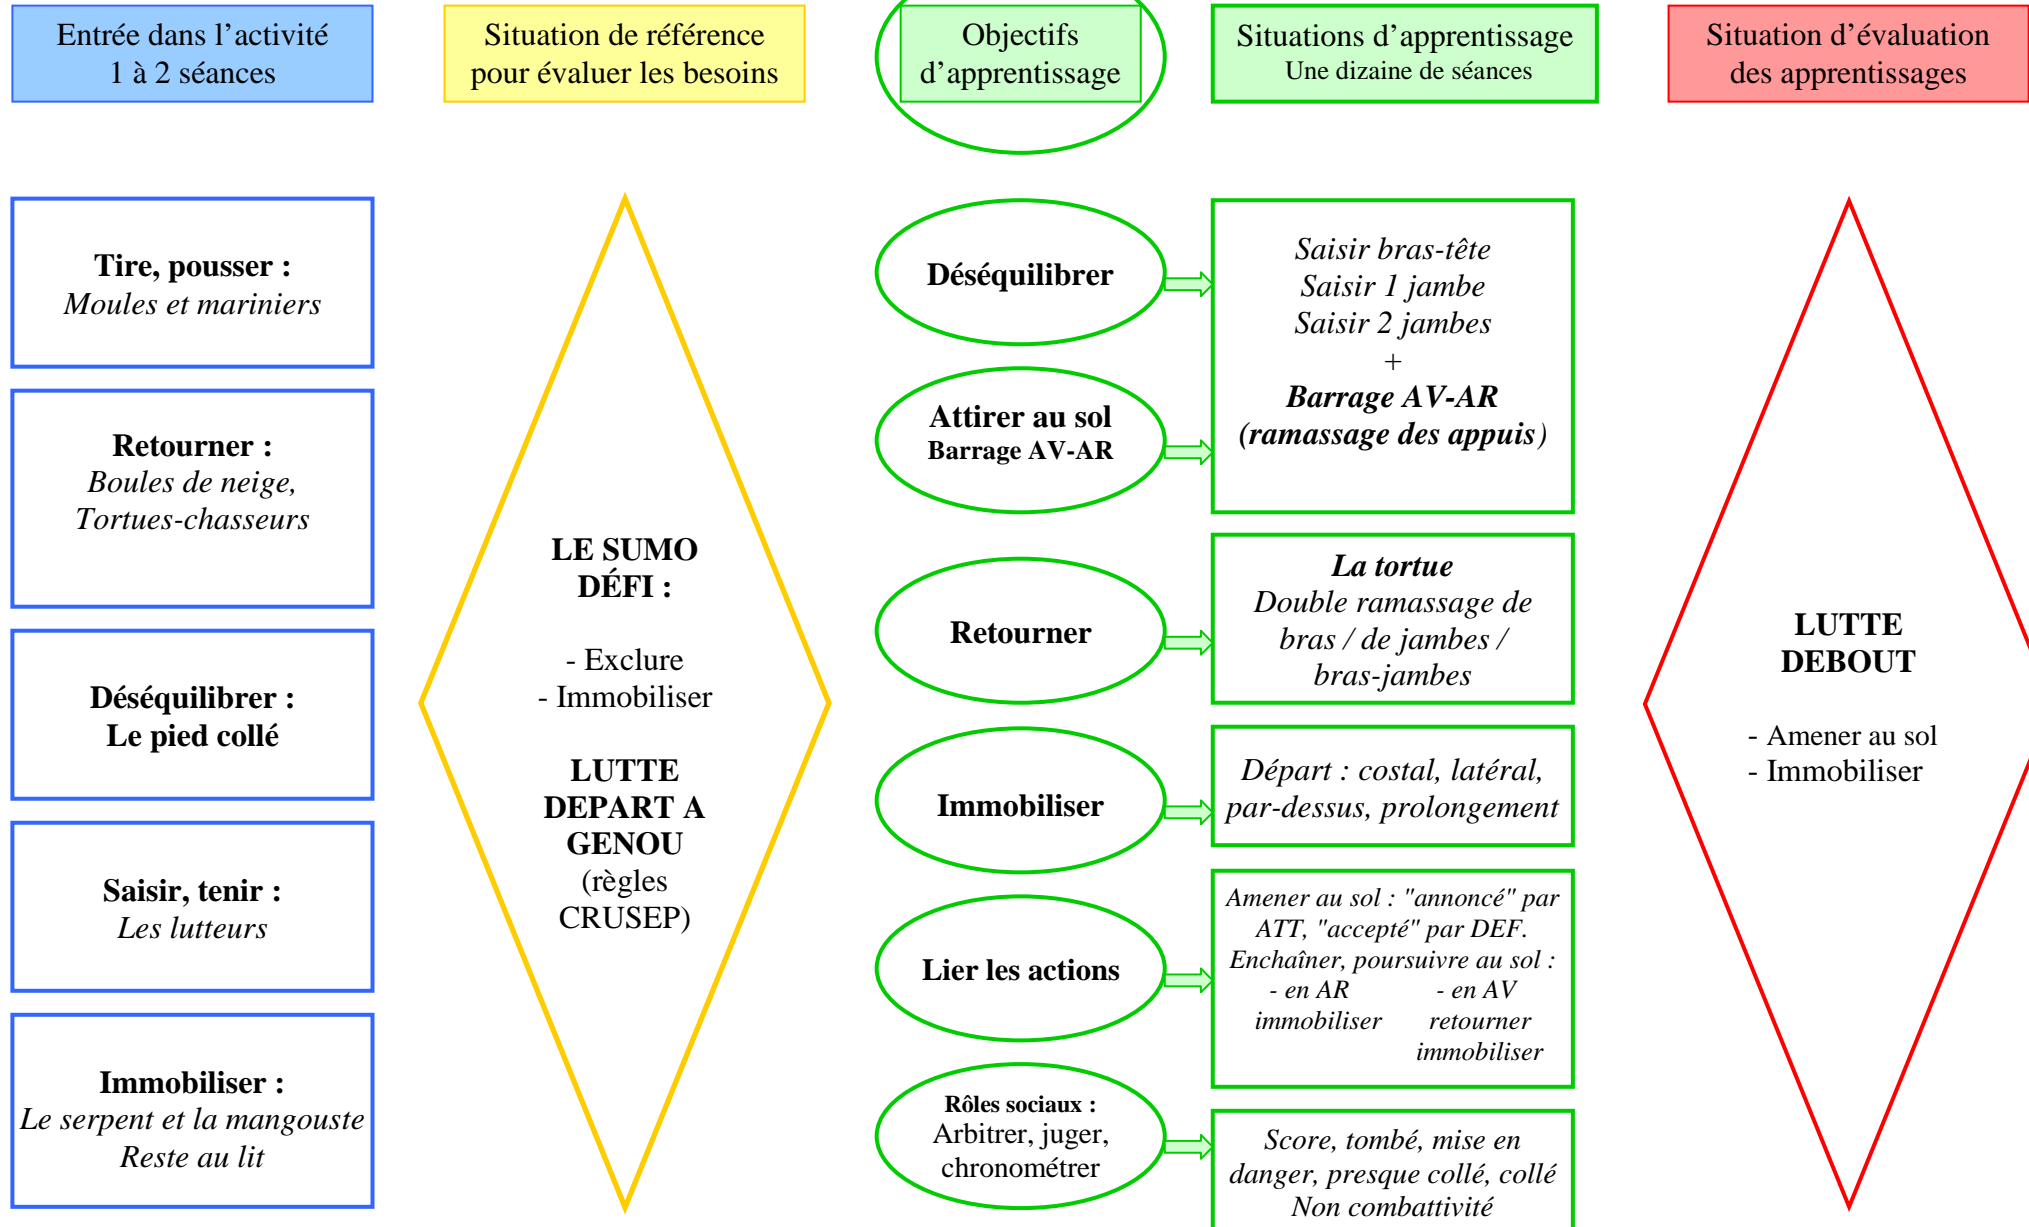 Entrée dans l’activité
1 à 2 séances
Situation de référence
pour évaluer les besoins
Objectifs
d’apprentissage
Situations d’apprentissage
Une dizaine de séances
Situation d’évaluation
des apprentissages
Tire, pousser :
Moules et mariniers
Retourner :
Boules de neige,
Tortues-chasseurs
Déséquilibrer :
Le pied collé
Saisir, tenir :
Les lutteurs
Immobiliser :
Le serpent et la mangouste
Reste au lit
LE SUMO
DÉFI :
- Exclure
- Immobiliser
LUTTE
DEPART A
GENOU
(règles
CRUSEP)
Déséquilibrer
Attirer au sol
Barrage AV-AR
Retourner
Immobiliser
Lier les actions
Rôles sociaux :
Arbitrer, juger,
chronométrer
Saisir bras-tête
Saisir 1 jambe
Saisir 2 jambes
+
Barrage AV-AR
(ramassage des appuis)
La tortue
Double ramassage de
bras / de jambes /
bras-jambes
Départ : costal, latéral,
par-dessus, prolongement
Amener au sol : "annoncé" par
ATT, "accepté" par DEF.
Enchaîner, poursuivre au sol :
- en AR - en AV
immobiliser retourner
immobiliser
Score, tombé, mise en
danger, presque collé, collé
Non combattivité
LUTTE
DEBOUT
- Amener au sol
- Immobiliser